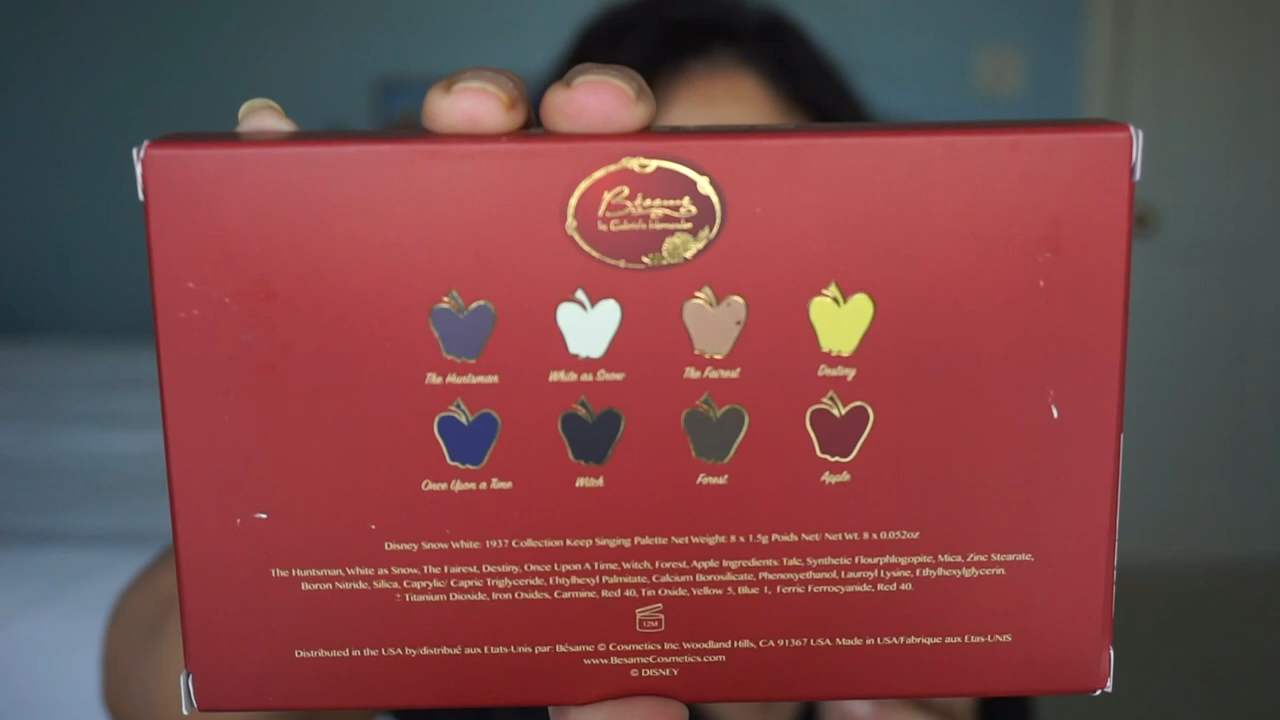 Bésame
by Gabriela Hernandez
The Huntsman White as Snow The Fairest Destiny
Once Upon a Time Witch Forest Apple
Disney Snow White: 1937 Collection Keep Singing Palette Net Weight: 8 x 1.5g Poids Net/ Net Wt. 8 x 0.052oz
The Huntsman, White as Snow, The Fairest, Destiny, Once Upon A Time, Witch, Forest, Apple Ingredients: Talc, Synthetic Flourphlogopite, Mica, Zinc Stearate,
Boron Nitride, Silica, Caprylic/ Capric Triglyceride, Ehtylhexyl Palmitate, Calcium Borosilicate, Phenoxyethanol, Lauroyl Lysine, Ethylhexylglycerin.
± Titanium Dioxide, Iron Oxides, Carmine, Red 40, Tin Oxide, Yellow 5, Blue 1, Ferric Ferrocyanide, Red 40.
12M
Distributed in the USA by/distribué aux Etats-Unis par: Bésame © Cosmetics Inc. Woodland Hills, CA 91367 USA. Made in USA/Fabrique aux Etas-UNIS
www.BesameCosmetics.com
© DISNEY